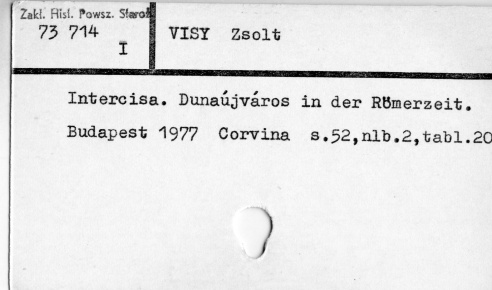 Zakł. Hist. Powsz. Staroż
73 714
I
VISY Zsolt
Intercisa. Dunaújváros in der Römerzeit.
Budapest 1977 Corvina s.52,nlb.2,tabl.20